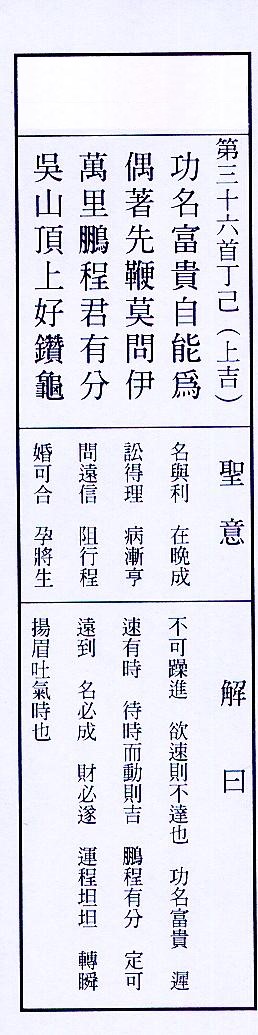 第三十六首丁己（上吉）
功名富貴自能為
偶著先鞭莫問伊
萬里鵬程君有分
吳山頂上好鑽龜
聖意
名與利　在晚成
訟得理　病漸亨
問遠信　阻行程
婚可合　孕將生
解曰
不可躁進　欲速則不達也　功名富貴　遲
速有時　待時而動則吉　鵬程有分　定可
遠到　名必成　財必遂　運程坦坦　轉瞬
揚眉吐氣時也